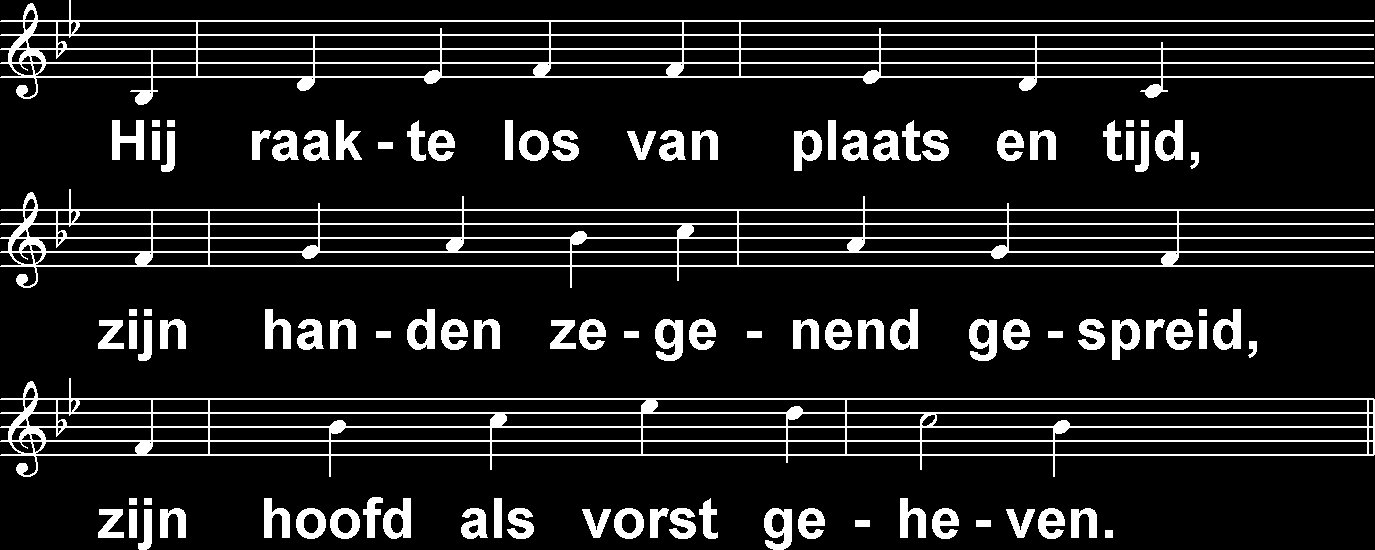 Hij raak - te los van plaats en tijd,
zijn han - den ze - ge - nend ge - spreid,
zijn hoofd als vorst ge - he - ven.